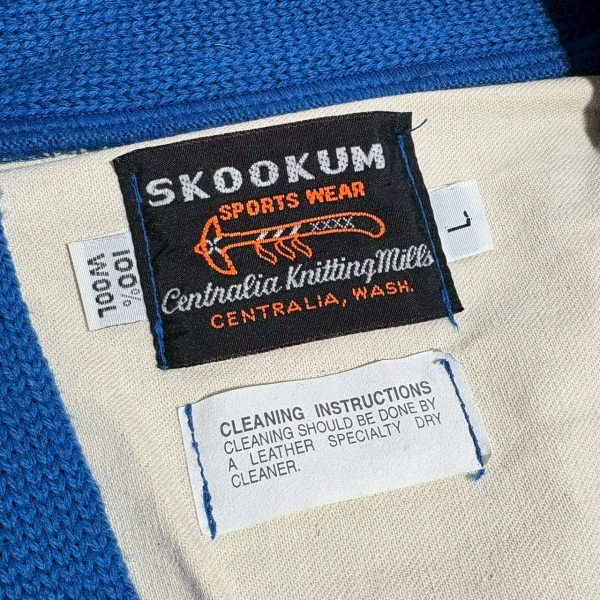 SKOOKUM
SPORTS WEAR
XXXX
Centralia Knitting Mills
CENTRALIA, WASH.
100%
WOOL
L
CLEANING INSTRUCTIONS
CLEANING SHOULD BE DONE BY
A LEATHER SPECIALTY DRY
CLEANER.